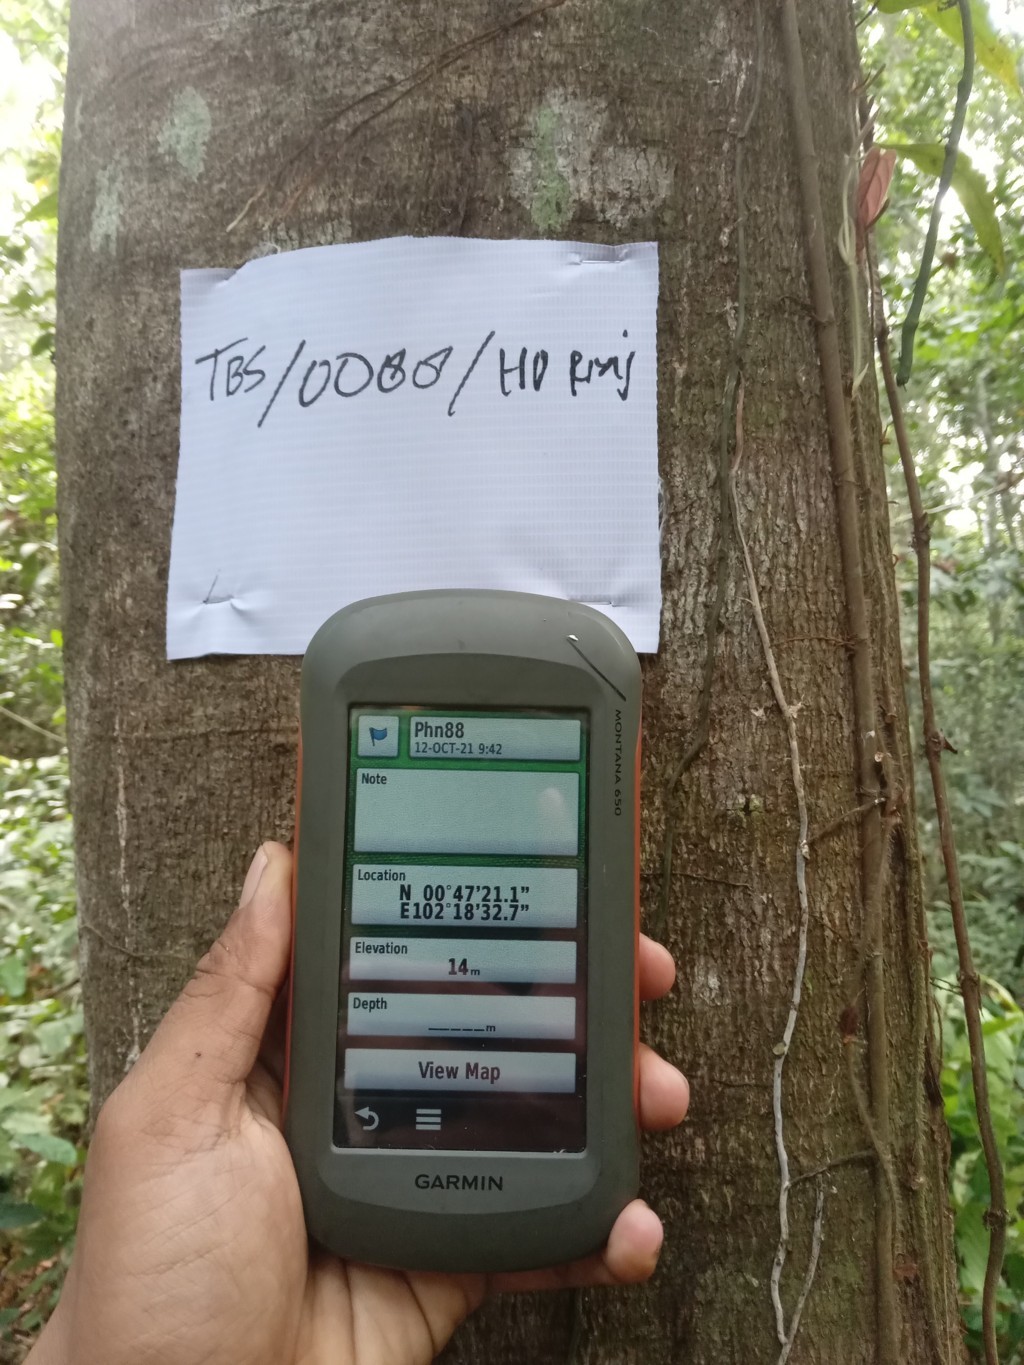 TBS/0088/HD Rinj
Phn88
12-OCT-21 9:42
Note
Location
N 00°47'21.1"
E102°18'32.7"
Elevation
14m
Depth
_____m
View Map
MONTANA 650
GARMIN